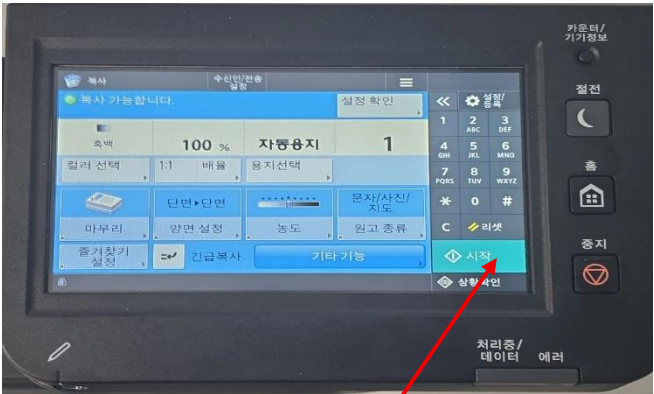 카운터/
기기정보
복사
수신인/전송
설정
복사 가능합니다.
설정 확인
설정/
등록
흑백
100 %
자동용지
1
컬러 선택
1:1 배율
용지선택
1
2
ABC
3
DEF
4
GHI
5
JKL
6
MNO
7
PQRS
8
TUV
9
WXYZ
*
0
#
C
리셋
단면▸단면
문자/사진/
지도
마무리
양면 설정
농도
원고 종류
즐겨찾기
설정
긴급복사
기타 기능
시작
상황 확인
절전
홈
중지
처리중/
데이터
에러